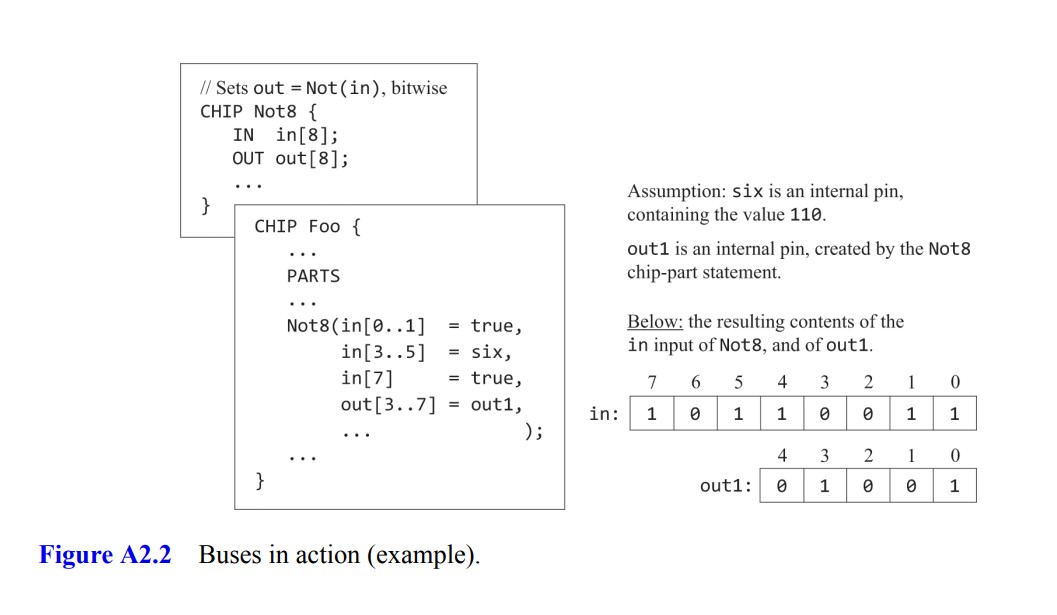 // Sets out = Not(in), bitwise
CHIP Not8 {
IN in[8];
OUT out[8];
...
}
CHIP Foo {
...
PARTS
...
Not8(in[0..1] = true,
in[3..5] = six,
in[7] = true,
out[3..7] = out1,
... );
...
}
Assumption: six is an internal pin,
containing the value 110.
out1 is an internal pin, created by the Not8
chip-part statement.
Below: the resulting contents of the
in input of Not8, and of out1.
7 6 5 4 3 2 1 0
in: 1 0 1 1 0 0 1 1
4 3 2 1 0
out1: 0 1 0 0 1
Figure A2.2 Buses in action (example).